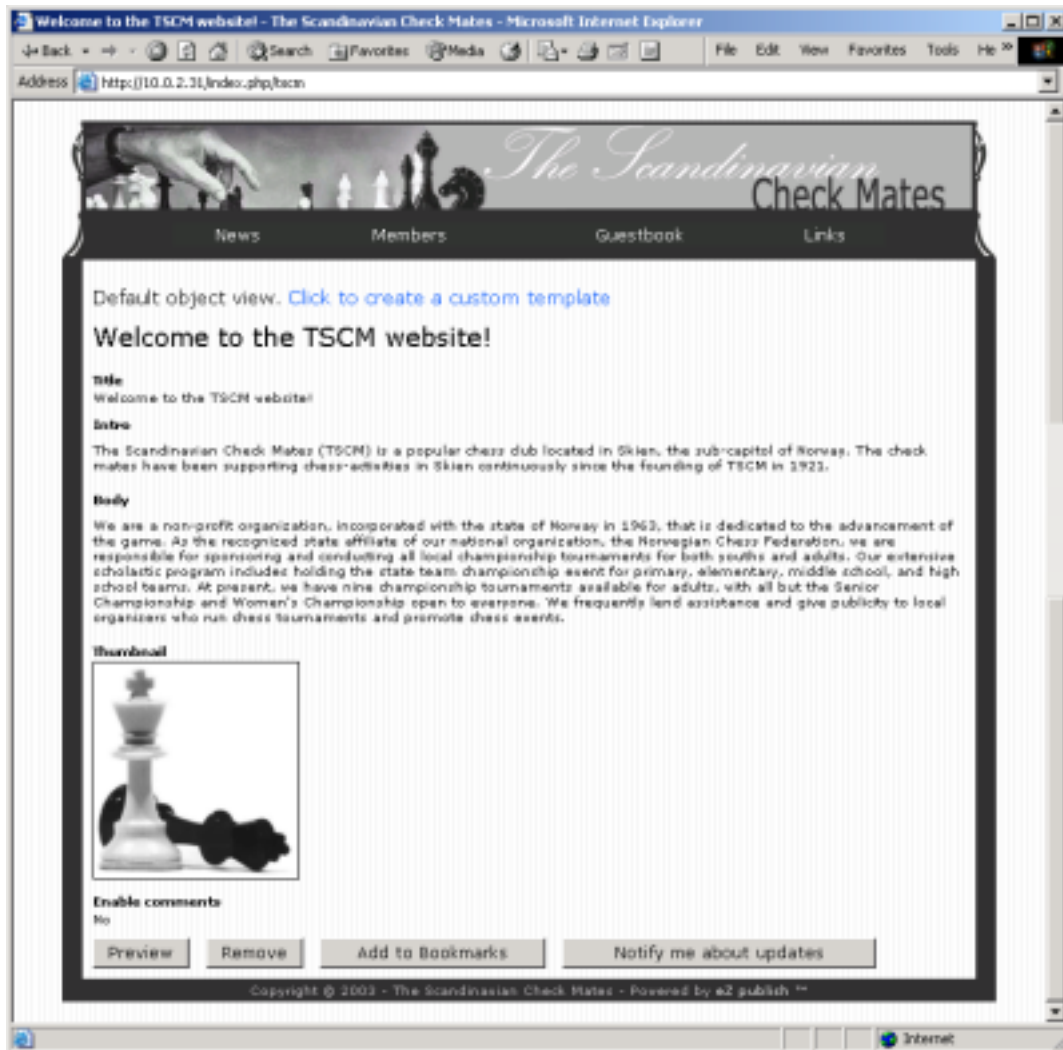 Welcome to the TSCM website! - The Scandinavian Check Mates - Microsoft Internet Explorer
Back Search Favorites Media File Edit View Favorites Tools He »
Address http://10.0.2.31/index.php/tscm
The Scandinavian
Check Mates
News Members Guestbook Links
Default object view. Click to create a custom template
Welcome to the TSCM website!
Title
Welcome to the TSCM website!
Intro
The Scandinavian Check Mates (TSCM) is a popular chess club located in Skien, the sub-capitol of Norway. The check
mates have been supporting chess-activities in Skien continuously since the founding of TSCM in 1921.
Body
We are a non-profit organization, incorporated with the state of Norway in 1963, that is dedicated to the advancement of
the game. As the recognized state affiliate of our national organization, the Norwegian Chess Federation, we are
responsible for sponsoring and conducting all local championship tournaments for both youths and adults. Our extensive
scholastic program includes holding the state team championship event for primary, elementary, middle school, and high
school teams. At present, we have nine championship tournaments available for adults, with all but the Senior
Championship and Women's Championship open to everyone. We frequently lend assistance and give publicity to local
organizers who run chess tournaments and promote chess events.
Thumbnail
Enable comments
No
Preview Remove Add to Bookmarks Notify me about updates
Copyright © 2003 - The Scandinavian Check Mates - Powered by eZ publish ™
Internet